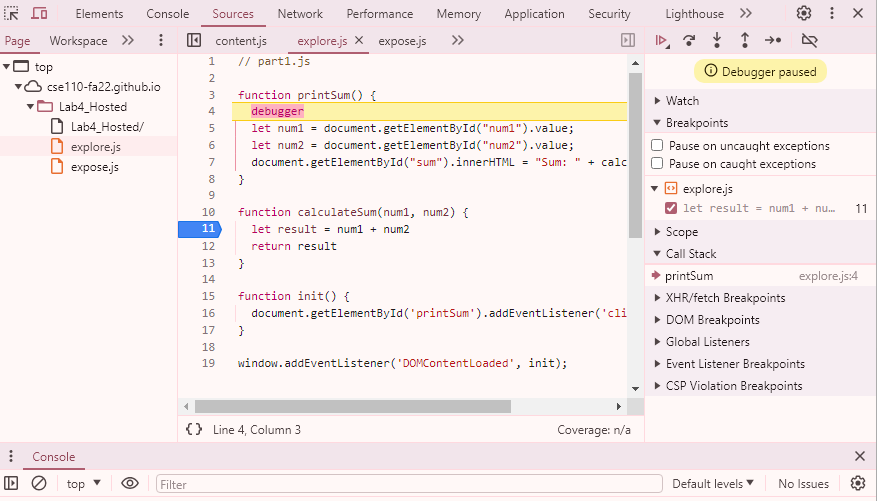 Elements Console Sources Network Performance Memory Application Security Lighthouse
Page Workspace
content.js explore.js expose.js
top
cse110-fa22.github.io
Lab4_Hosted
Lab4_Hosted/
explore.js
expose.js
1 // part1.js
2
3 function printSum() {
4 debugger
5 let num1 = document.getElementById("num1").value;
6 let num2 = document.getElementById("num2").value;
7 document.getElementById("sum").innerHTML = "Sum: " + calc
8 }
9
10 function calculateSum(num1, num2) {
11 let result = num1 + num2
12 return result
13 }
14
15 function init() {
16 document.getElementById('printSum').addEventListener('cli
17 }
18
19 window.addEventListener('DOMContentLoaded', init);
{} Line 4, Column 3 Coverage: n/a
Debugger paused
Watch
Breakpoints
Pause on uncaught exceptions
Pause on caught exceptions
explore.js
let result = num1 + nu… 11
Scope
Call Stack
printSum explore.js:4
XHR/fetch Breakpoints
DOM Breakpoints
Global Listeners
Event Listener Breakpoints
CSP Violation Breakpoints
Console
top Filter Default levels No Issues